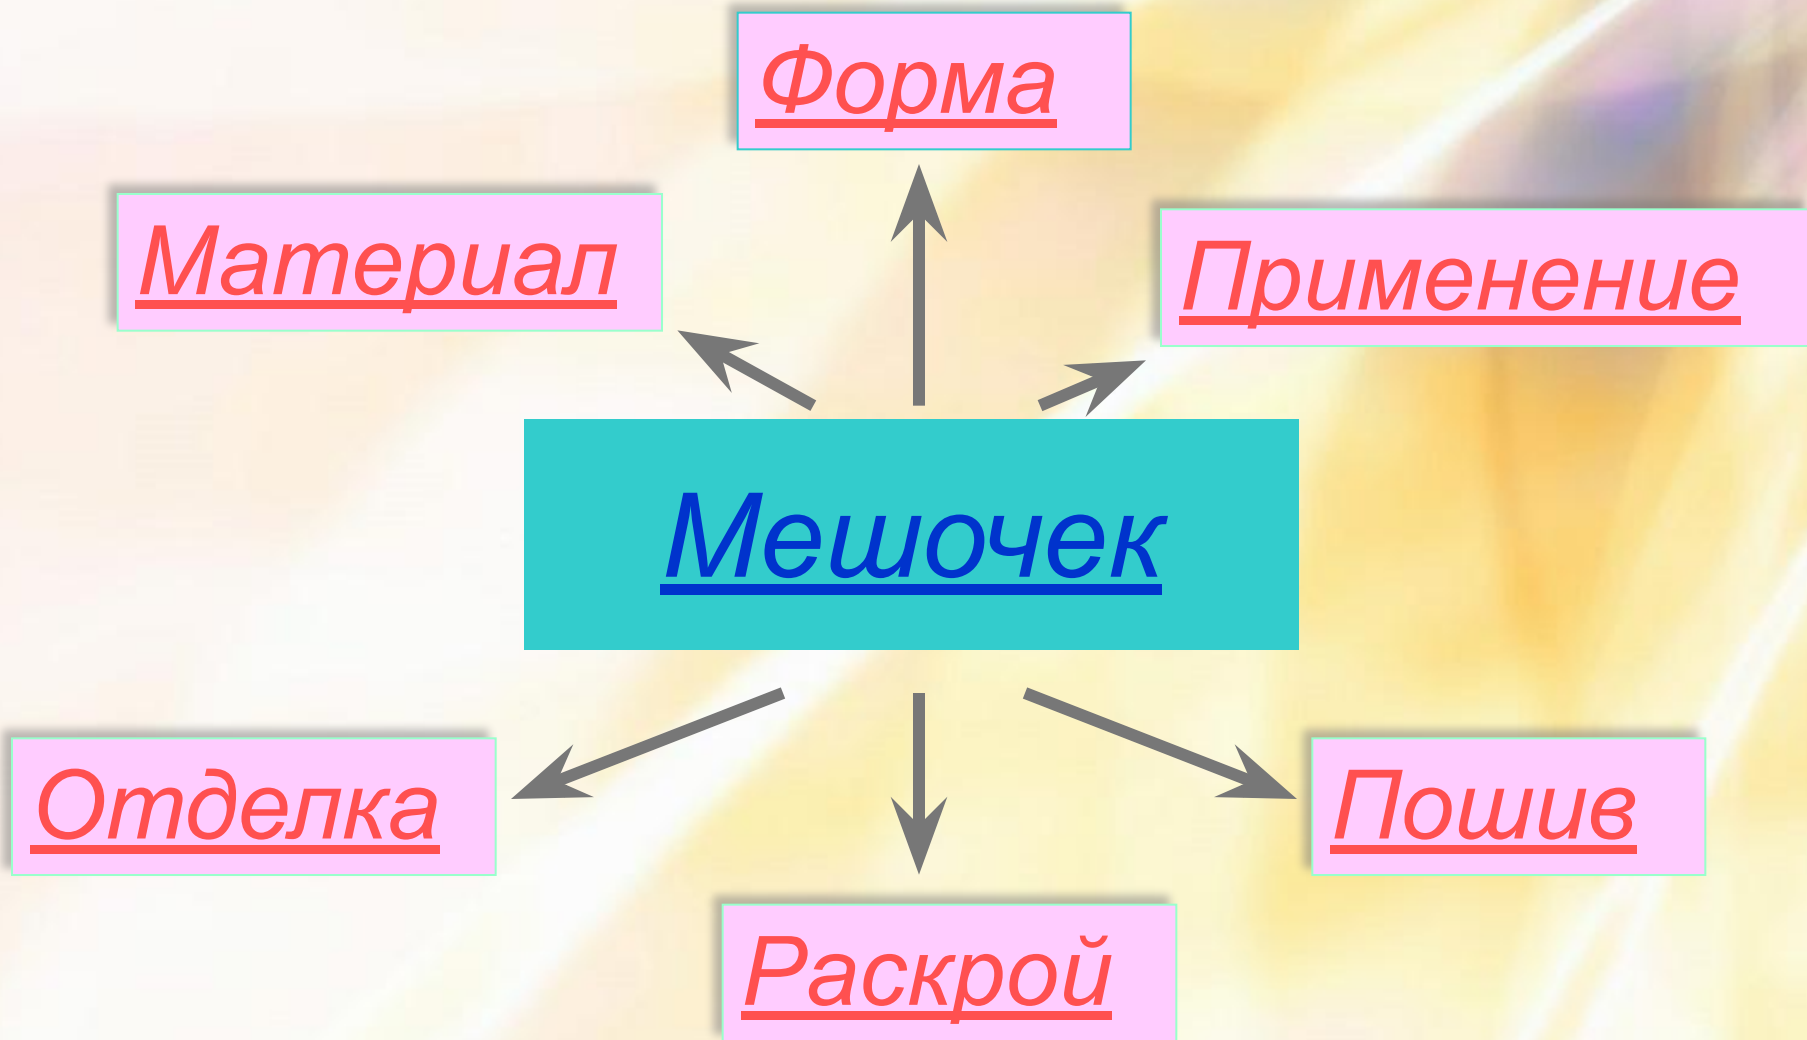 Форма
Материал
Применение
Мешочек
Отделка
Пошив
Раскрой